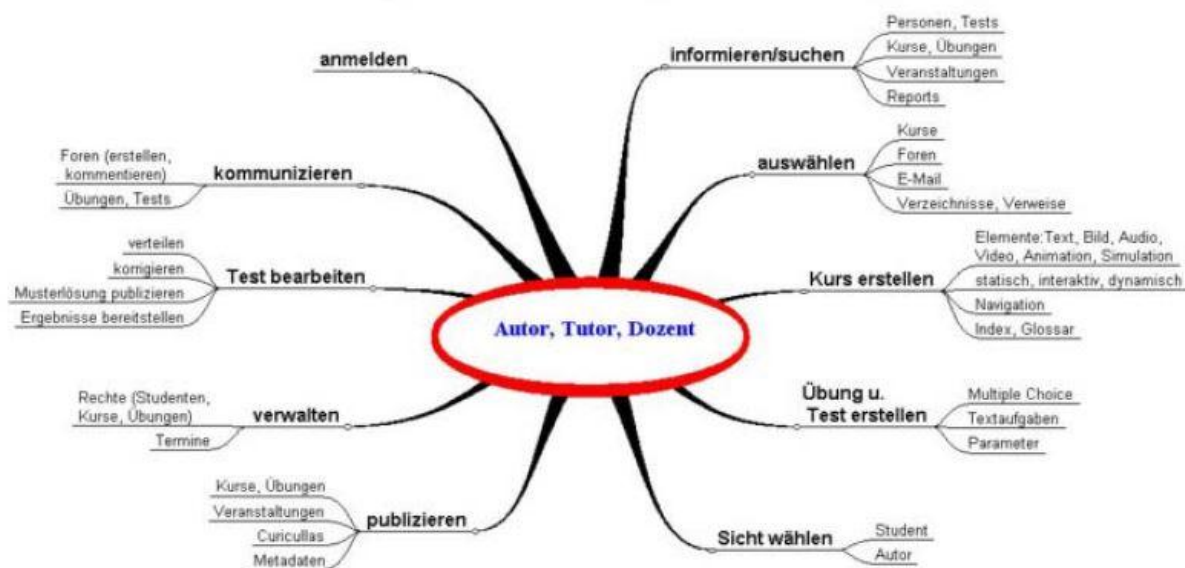 anmelden
informieren/suchen
Personen, Tests
Kurse, Übungen
Veranstaltungen
Reports
kommunizieren
Foren (erstellen,
kommentieren)
Übungen, Tests
auswählen
Kurse
Foren
E-Mail
Verzeichnisse, Verweise
Test bearbeiten
verteilen
korrigieren
Musterlösung publizieren
Ergebnisse bereitstellen
Autor, Tutor, Dozent
Kurs erstellen
Elemente:Text, Bild, Audio,
Video, Animation, Simulation
statisch, interaktiv, dynamisch
Navigation
Index, Glossar
verwalten
Rechte (Studenten,
Kurse, Übungen)
Termine
Übung u.
Test erstellen
Multiple Choice
Textaufgaben
Parameter
publizieren
Kurse, Übungen
Veranstaltungen
Curicullas
Metadaten
Sicht wählen
Student
Autor